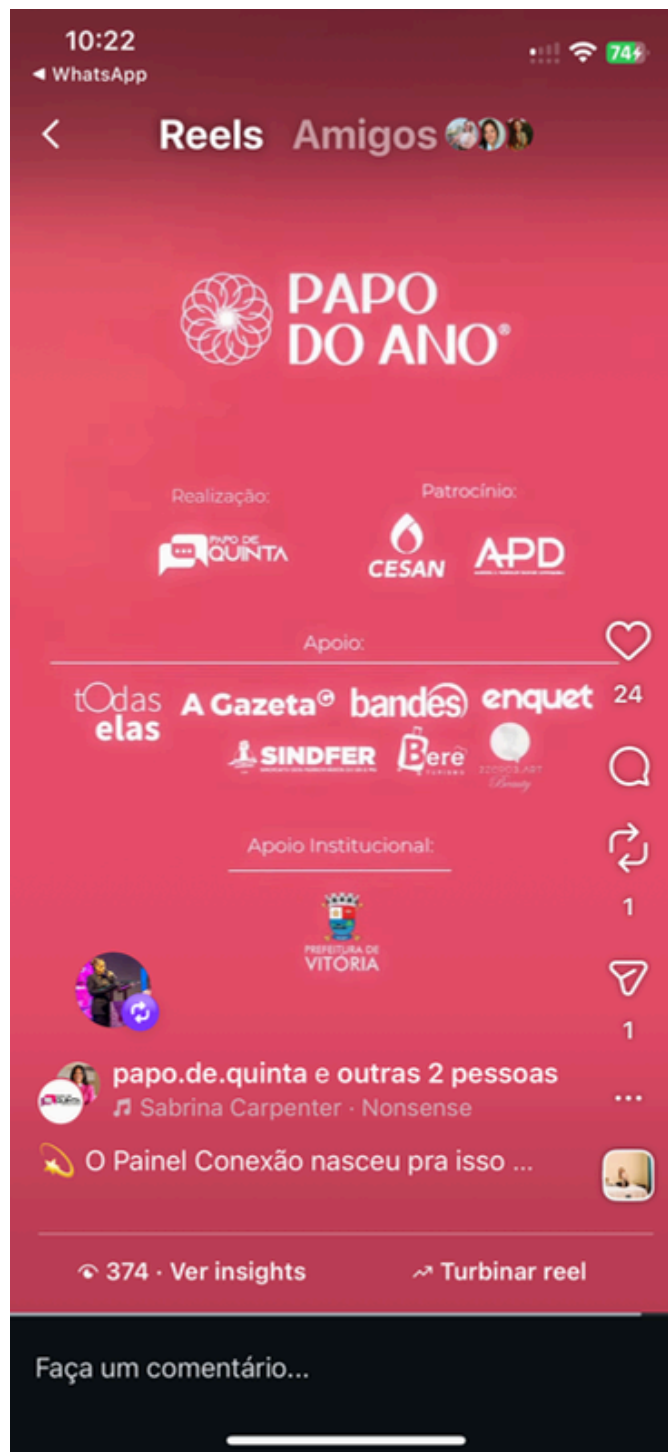 10:22
74
◀ WhatsApp
Reels Amigos
PAPO
DO ANO®
Realização:
Patrocínio:
PAPO DE
QUINTA
CESAN
APD
Apoio:
tOdas
elas
A Gazeta
bandes
enquet
24
SINDFER
Berê
TURISMO
Beauty
Apoio Institucional:
1
PREFEITURA DE
VITÓRIA
1
papo.de.quinta e outras 2 pessoas
Sabrina Carpenter · Nonsense
O Painel Conexão nasceu pra isso ...
374 · Ver insights
Turbinar reel
Faça um comentário...